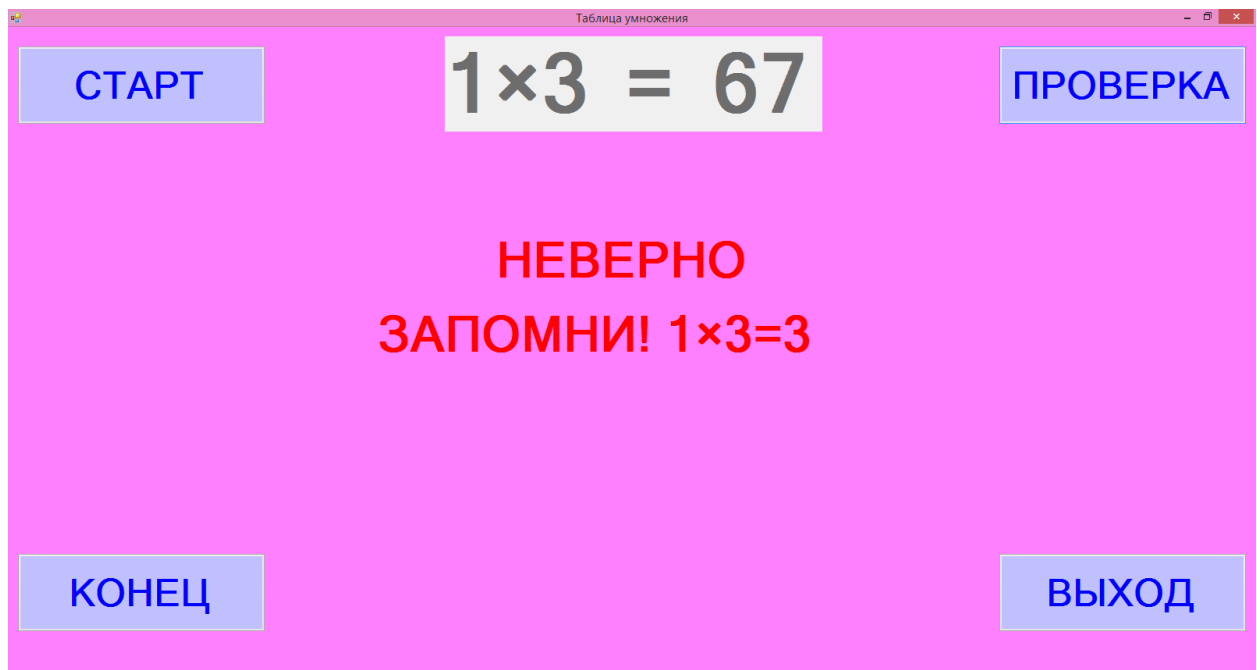 Таблица умножения
СТАРТ
1×3 = 67
ПРОВЕРКА
НЕВЕРНО
ЗАПОМНИ! 1×3=3
КОНЕЦ
ВЫХОД